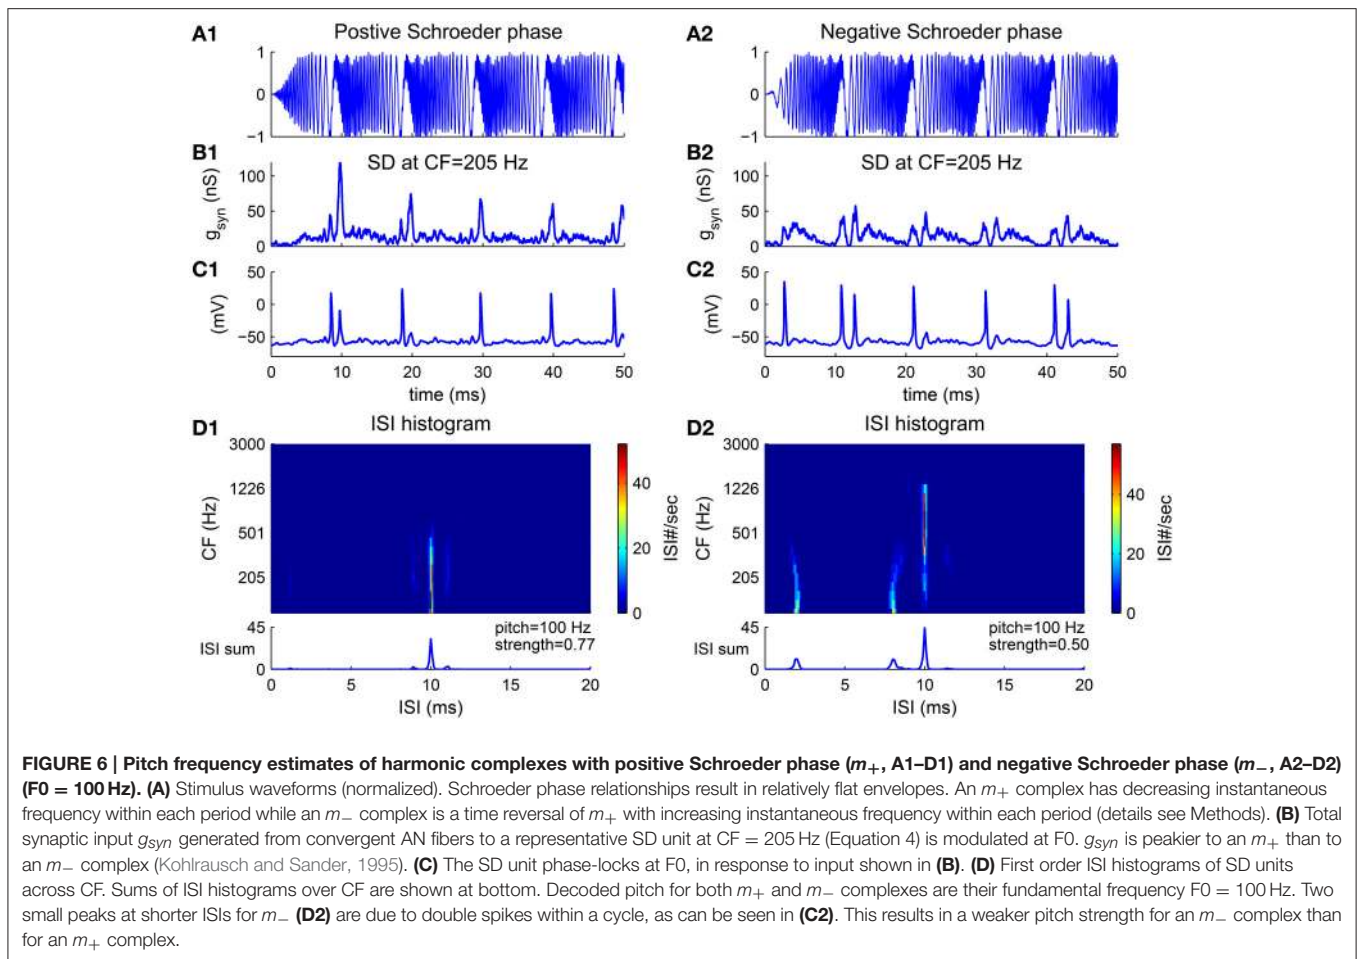 A1
Postive Schroeder phase
1
0
−1
B1
SD at CF=205 Hz
g_syn (nS)
100
50
0
C1
(mV)
50
0
−50
0 10 20 30 40 50
time (ms)
D1
ISI histogram
CF (Hz)
3000
1226
501
205
40
20
0
ISI#/sec
45
ISI sum
0
pitch=100 Hz
strength=0.77
0 5 10 15 20
ISI (ms)
A2
Negative Schroeder phase
1
0
−1
B2
SD at CF=205 Hz
g_syn (nS)
100
50
0
C2
(mV)
50
0
−50
0 10 20 30 40 50
time (ms)
D2
ISI histogram
CF (Hz)
3000
1226
501
205
40
20
0
ISI#/sec
45
ISI sum
0
pitch=100 Hz
strength=0.50
0 5 10 15 20
ISI (ms)
FIGURE 6 | Pitch frequency estimates of harmonic complexes with positive Schroeder phase (m+, A1–D1) and negative Schroeder phase (m−, A2–D2)
(F0 = 100 Hz). (A) Stimulus waveforms (normalized). Schroeder phase relationships result in relatively flat envelopes. An m+ complex has decreasing instantaneous
frequency within each period while an m− complex is a time reversal of m+ with increasing instantaneous frequency within each period (details see Methods). (B) Total
synaptic input gsyn generated from convergent AN fibers to a representative SD unit at CF = 205 Hz (Equation 4) is modulated at F0. gsyn is peakier to an m+ than to
an m− complex (Kohlrausch and Sander, 1995). (C) The SD unit phase-locks at F0, in response to input shown in (B). (D) First order ISI histograms of SD units
across CF. Sums of ISI histograms over CF are shown at bottom. Decoded pitch for both m+ and m− complexes are their fundamental frequency F0 = 100 Hz. Two
small peaks at shorter ISIs for m− (D2) are due to double spikes within a cycle, as can be seen in (C2). This results in a weaker pitch strength for an m− complex than
for an m+ complex.